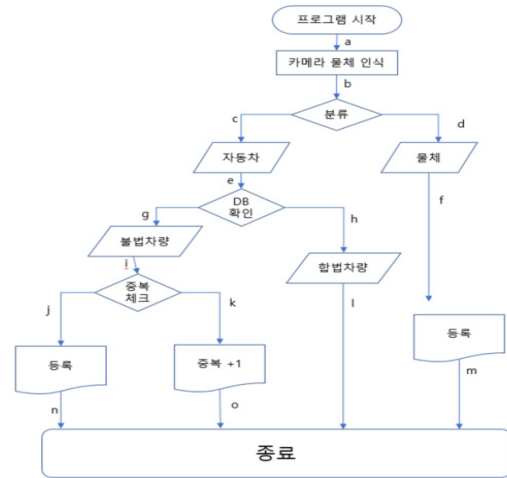 프로그램 시작
a
카메라 물체 인식
b
분류
c
d
자동차
물체
e
f
DB
확인
g
h
불법차량
합법차량
i
중복
체크
j
k
l
등록
중복 +1
등록
m
n
o
종료